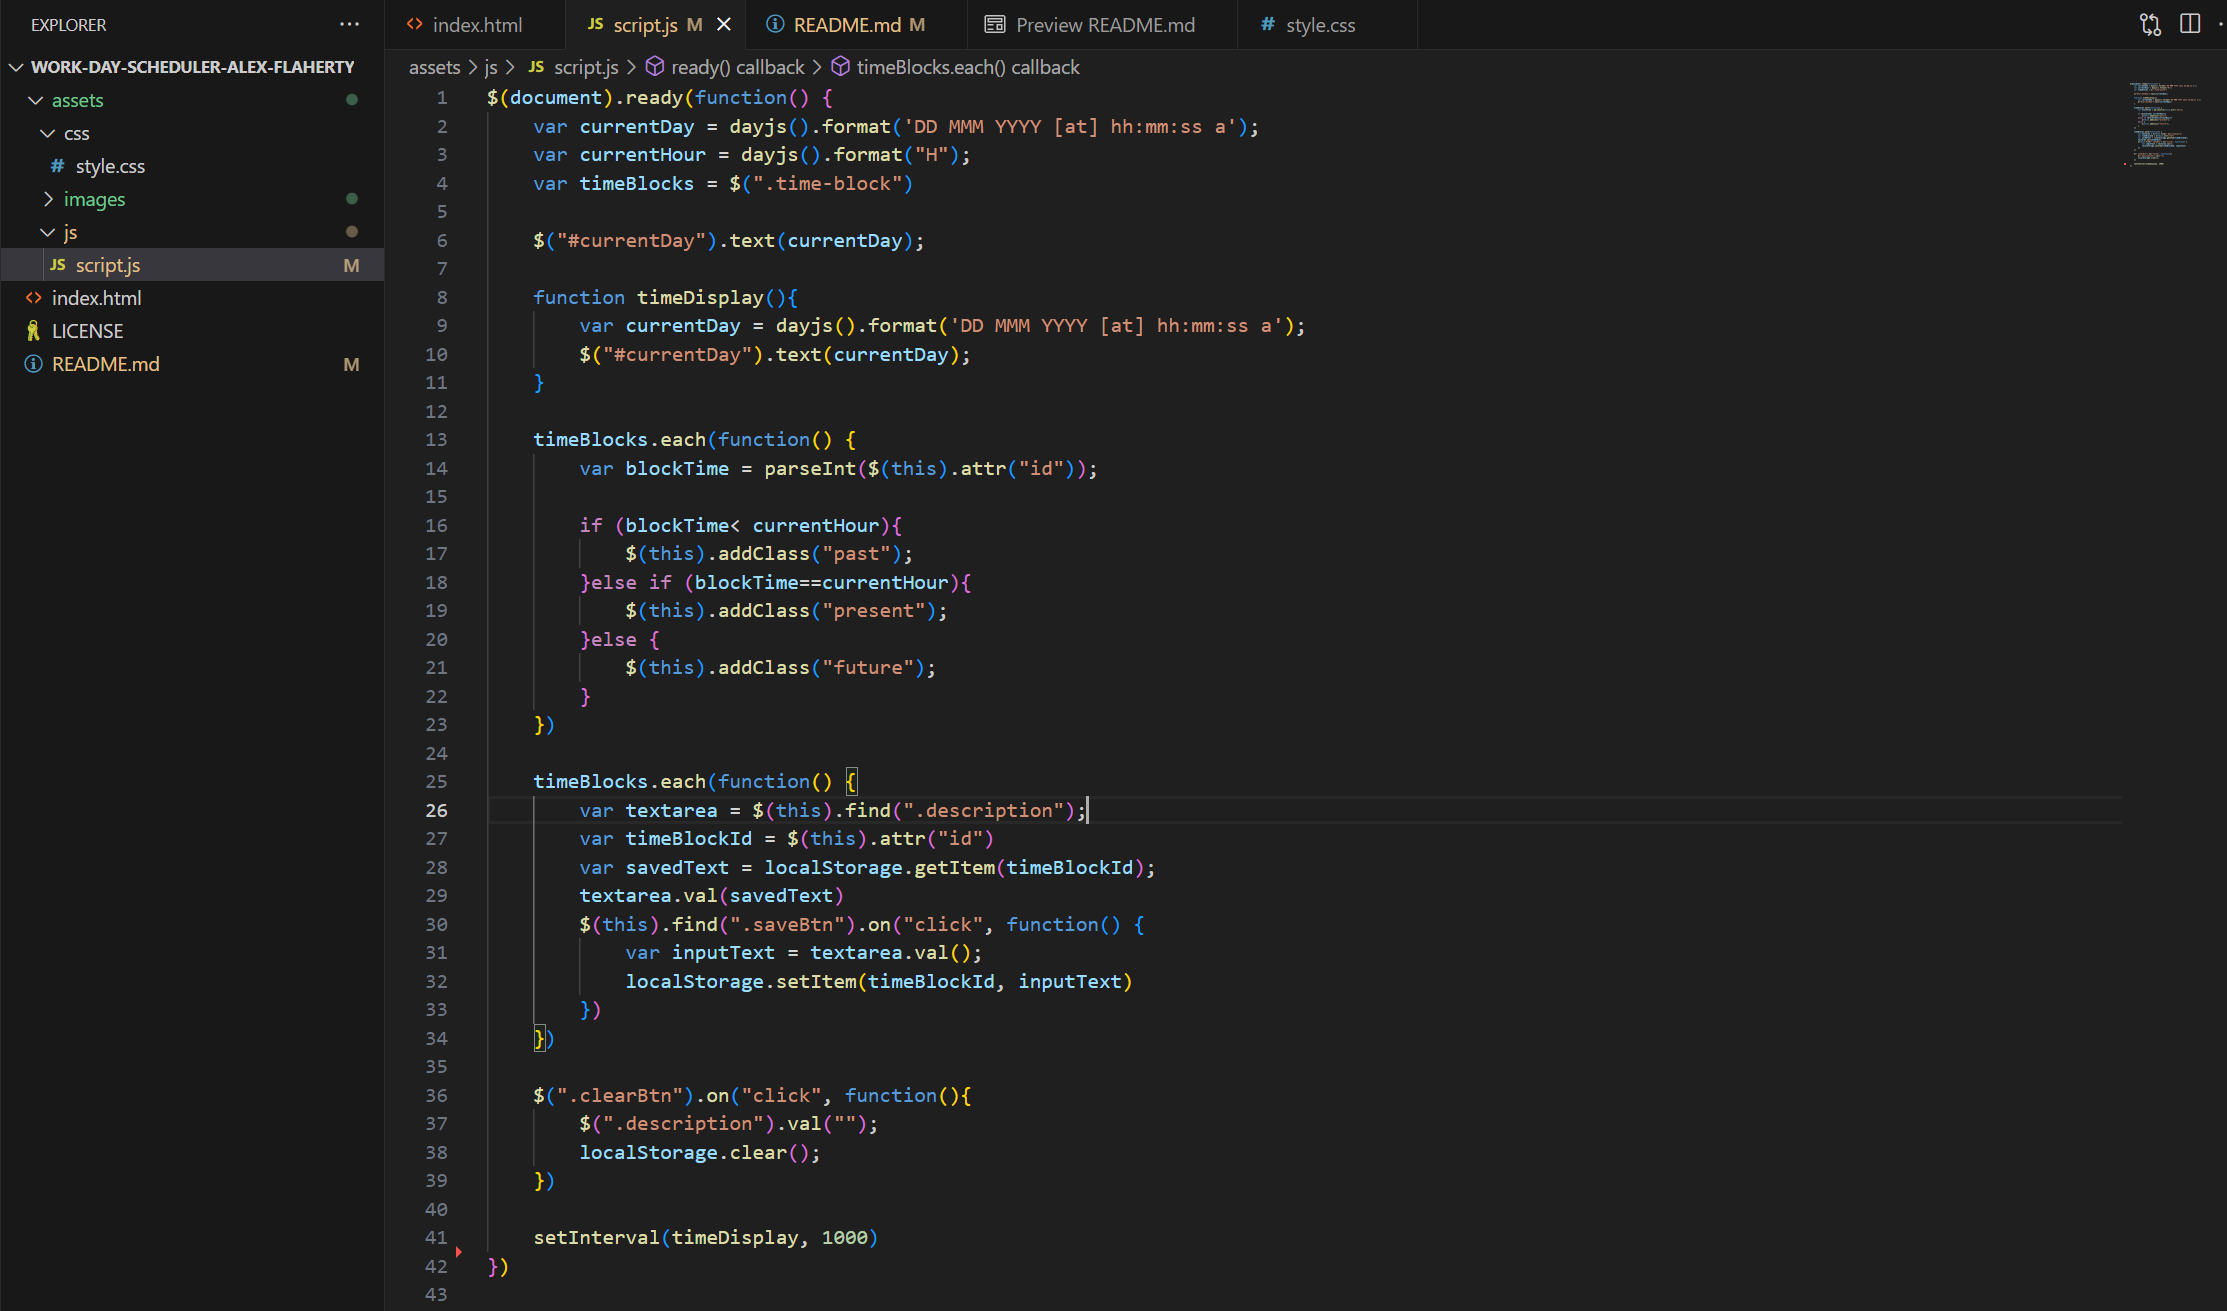 EXPLORER
WORK-DAY-SCHEDULER-ALEX-FLAHERTY
assets
css
# style.css
images
js
JS script.js M
<> index.html
LICENSE
README.md M
<> index.html JS script.js M README.md M Preview README.md # style.css
assets > js > JS script.js > ready() callback > timeBlocks.each() callback
1 $(document).ready(function() {
2     var currentDay = dayjs().format('DD MMM YYYY [at] hh:mm:ss a');
3     var currentHour = dayjs().format("H");
4     var timeBlocks = $(".time-block")
5
6     $("#currentDay").text(currentDay);
7
8     function timeDisplay(){
9         var currentDay = dayjs().format('DD MMM YYYY [at] hh:mm:ss a');
10         $("#currentDay").text(currentDay);
11     }
12
13     timeBlocks.each(function() {
14         var blockTime = parseInt($(this).attr("id"));
15
16         if (blockTime< currentHour){
17             $(this).addClass("past");
18         }else if (blockTime==currentHour){
19             $(this).addClass("present");
20         }else {
21             $(this).addClass("future");
22         }
23     })
24
25     timeBlocks.each(function() {
26         var textarea = $(this).find(".description");
27         var timeBlockId = $(this).attr("id")
28         var savedText = localStorage.getItem(timeBlockId);
29         textarea.val(savedText)
30         $(this).find(".saveBtn").on("click", function() {
31             var inputText = textarea.val();
32             localStorage.setItem(timeBlockId, inputText)
33         })
34     })
35
36     $(".clearBtn").on("click", function(){
37         $(".description").val("");
38         localStorage.clear();
39     })
40
41     setInterval(timeDisplay, 1000)
42 })
43